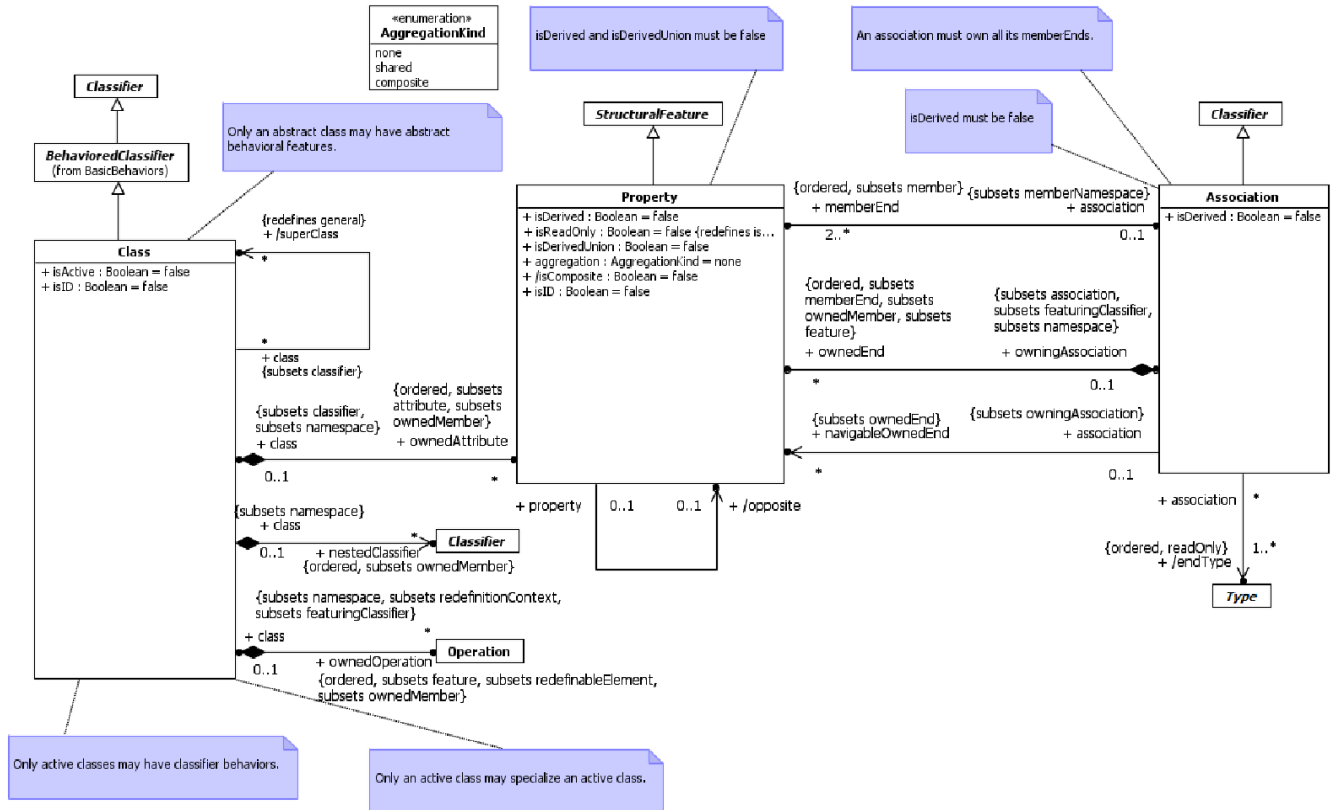 «enumeration»
AggregationKind
none
shared
composite
isDerived and isDerivedUnion must be false
An association must own all its memberEnds.
Classifier
Only an abstract class may have abstract
behavioral features.
StructuralFeature
isDerived must be false
Classifier
BehavioredClassifier
(from BasicBehaviors)
Class
+ isActive : Boolean = false
+ isID : Boolean = false
{redefines general}
+ /superClass
*
*
+ class
{subsets classifier}
Property
+ isDerived : Boolean = false
+ isReadOnly : Boolean = false {redefines is...
+ isDerivedUnion : Boolean = false
+ aggregation : AggregationKind = none
+ /isComposite : Boolean = false
+ isID : Boolean = false
{ordered, subsets member}
+ memberEnd
2..*
{subsets memberNamespace}
+ association
0..1
Association
+ isDerived : Boolean = false
{ordered, subsets
memberEnd, subsets
ownedMember, subsets
feature}
+ ownedEnd
*
{subsets association,
subsets featuringClassifier,
subsets namespace}
+ owningAssociation
0..1
{subsets classifier,
subsets namespace}
+ class
0..1
{ordered, subsets
attribute, subsets
ownedMember}
+ ownedAttribute
*
{subsets ownedEnd}
+ navigableOwnedEnd
*
{subsets owningAssociation}
+ association
0..1
+ property
0..1
0..1
+ /opposite
+ association
*
{ordered, readOnly}
+ /endType
1..*
Type
{subsets namespace}
+ class
0..1
*
+ nestedClassifier
{ordered, subsets ownedMember}
Classifier
{subsets namespace, subsets redefinitionContext,
subsets featuringClassifier}
+ class
0..1
*
+ ownedOperation
{ordered, subsets feature, subsets redefinableElement,
subsets ownedMember}
Operation
Only active classes may have classifier behaviors.
Only an active class may specialize an active class.